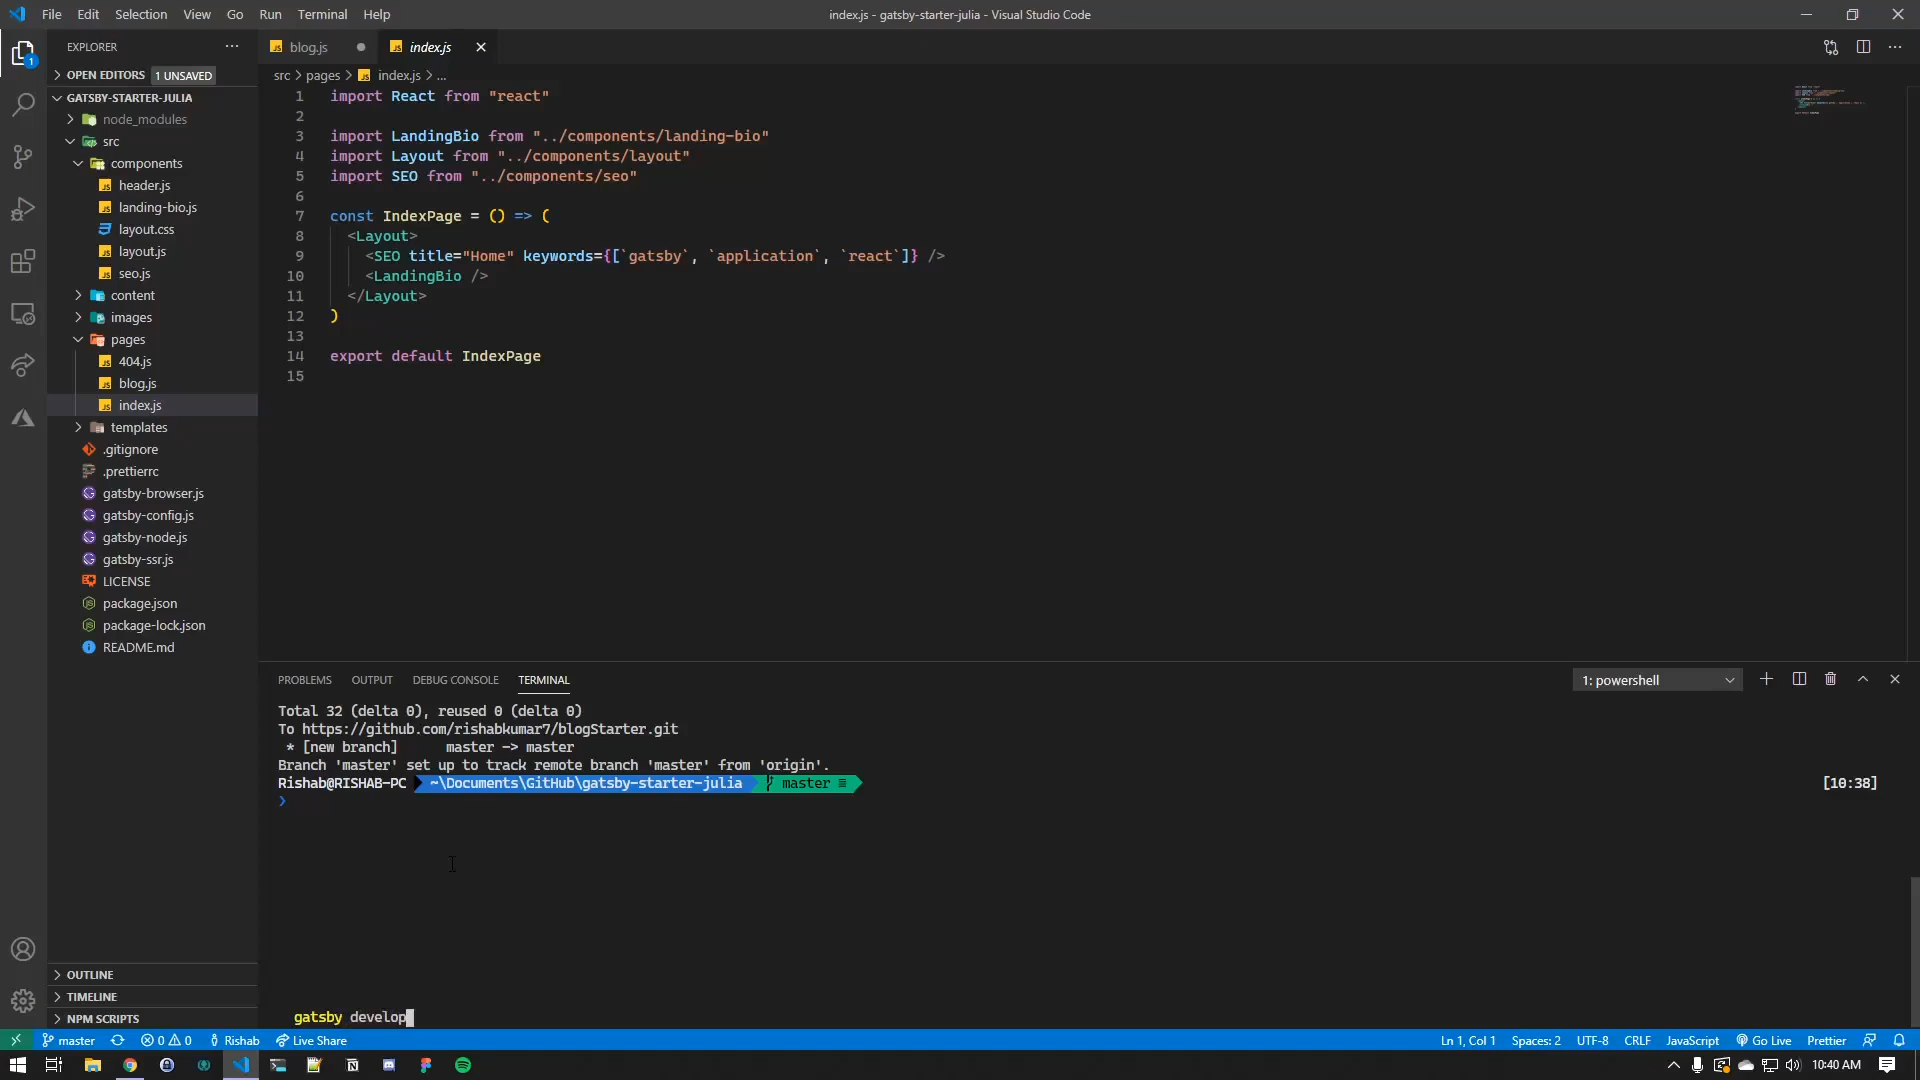 File Edit Selection View Go Run Terminal Help
index.js - gatsby-starter-julia - Visual Studio Code
EXPLORER
blog.js
index.js
OPEN EDITORS 1 UNSAVED
src > pages > index.js > ...
GATSBY-STARTER-JULIA
node_modules
src
components
header.js
landing-bio.js
layout.css
layout.js
seo.js
content
images
pages
404.js
blog.js
index.js
templates
.gitignore
.prettierrc
gatsby-browser.js
gatsby-config.js
gatsby-node.js
gatsby-ssr.js
LICENSE
package.json
package-lock.json
README.md
OUTLINE
TIMELINE
NPM SCRIPTS
1 import React from "react"
2
3 import LandingBio from "../components/landing-bio"
4 import Layout from "../components/layout"
5 import SEO from "../components/seo"
6
7 const IndexPage = () => (
8 <Layout>
9 <SEO title="Home" keywords={[`gatsby`, `application`, `react`]} />
10 <LandingBio />
11 </Layout>
12 )
13
14 export default IndexPage
15
PROBLEMS OUTPUT DEBUG CONSOLE TERMINAL
1: powershell
Total 32 (delta 0), reused 0 (delta 0)
To https://github.com/rishabkumar7/blogStarter.git
* [new branch] master -> master
Branch 'master' set up to track remote branch 'master' from 'origin'.
Rishab@RISHAB-PC ~\Documents\GitHub\gatsby-starter-julia master ≡ [10:38]
❯
gatsby develop
master 0 0 Rishab Live Share
Ln 1, Col 1 Spaces: 2 UTF-8 CRLF JavaScript Go Live Prettier
10:40 AM